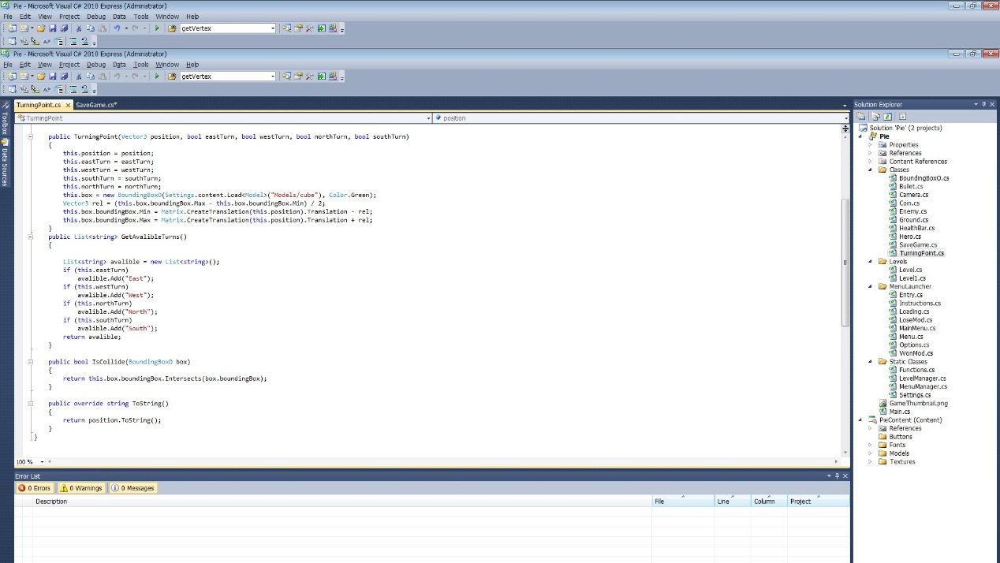 Pie - Microsoft Visual C# 2010 Express (Administrator)
File Edit View Project Debug Data Tools Window Help
getVertex
Pie - Microsoft Visual C# 2010 Express (Administrator)
File Edit View Project Debug Data Tools Window Help
getVertex
Toolbox
Data Sources
TurningPoint.cs SaveGame.cs*
TurningPoint position
public TurningPoint(Vector3 position, bool eastTurn, bool westTurn, bool northTurn, bool southTurn)
{
this.position = position;
this.eastTurn = eastTurn;
this.westTurn = westTurn;
this.southTurn = southTurn;
this.northTurn = northTurn;
this.box = new BoundingBoxO(Settings.content.Load<Model>("Models/cube"), Color.Green);
Vector3 rel = (this.box.boundingBox.Max - this.box.boundingBox.Min) / 2;
this.box.boundingBox.Min = Matrix.CreateTranslation(this.position).Translation - rel;
this.box.boundingBox.Max = Matrix.CreateTranslation(this.position).Translation + rel;
}
public List<string> GetAvalibleTurns()
{
List<string> avalible = new List<string>();
if (this.eastTurn)
avalible.Add("East");
if (this.westTurn)
avalible.Add("West");
if (this.northTurn)
avalible.Add("North");
if (this.southTurn)
avalible.Add("South");
return avalible;
}
public bool IsCollide(BoundingBoxO box)
{
return this.box.boundingBox.Intersects(box.boundingBox);
}
public override string ToString()
{
return position.ToString();
}
}
100 %
Error List
0 Errors 0 Warnings 0 Messages
Description File Line Column Project
Solution Explorer
Solution 'Pie' (2 projects)
Pie
Properties
References
Content References
Classes
BoundingBoxO.cs
Bullet.cs
Camera.cs
Coin.cs
Enemy.cs
Ground.cs
HealthBar.cs
Hero.cs
SaveGame.cs
TurningPoint.cs
Levels
Level.cs
Level1.cs
MenuLauncher
Entry.cs
Instructions.cs
Loading.cs
LoseMod.cs
MainMenu.cs
Menu.cs
Options.cs
WonMod.cs
Static Classes
Functions.cs
LevelManager.cs
MenuManager.cs
Settings.cs
GameThumbnail.png
Main.cs
PieContent (Content)
References
Buttons
Fonts
Models
Textures